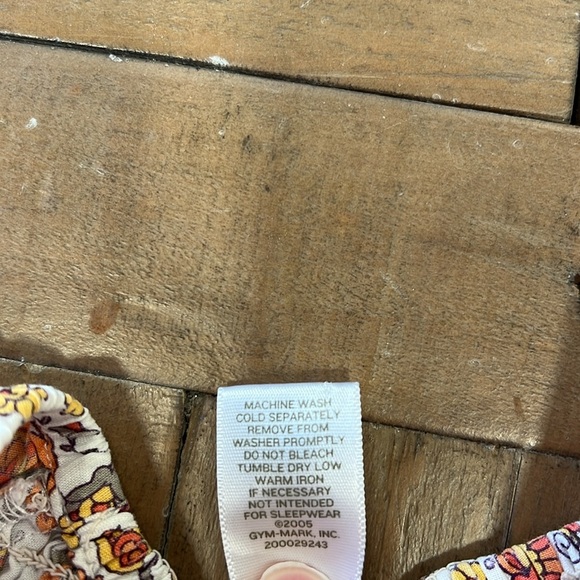 MACHINE WASH
COLD SEPARATELY
REMOVE FROM
WASHER PROMPTLY
DO NOT BLEACH
TUMBLE DRY LOW
WARM IRON
IF NECESSARY
NOT INTENDED
FOR SLEEPWEAR
©2005
GYM-MARK, INC.
200029243